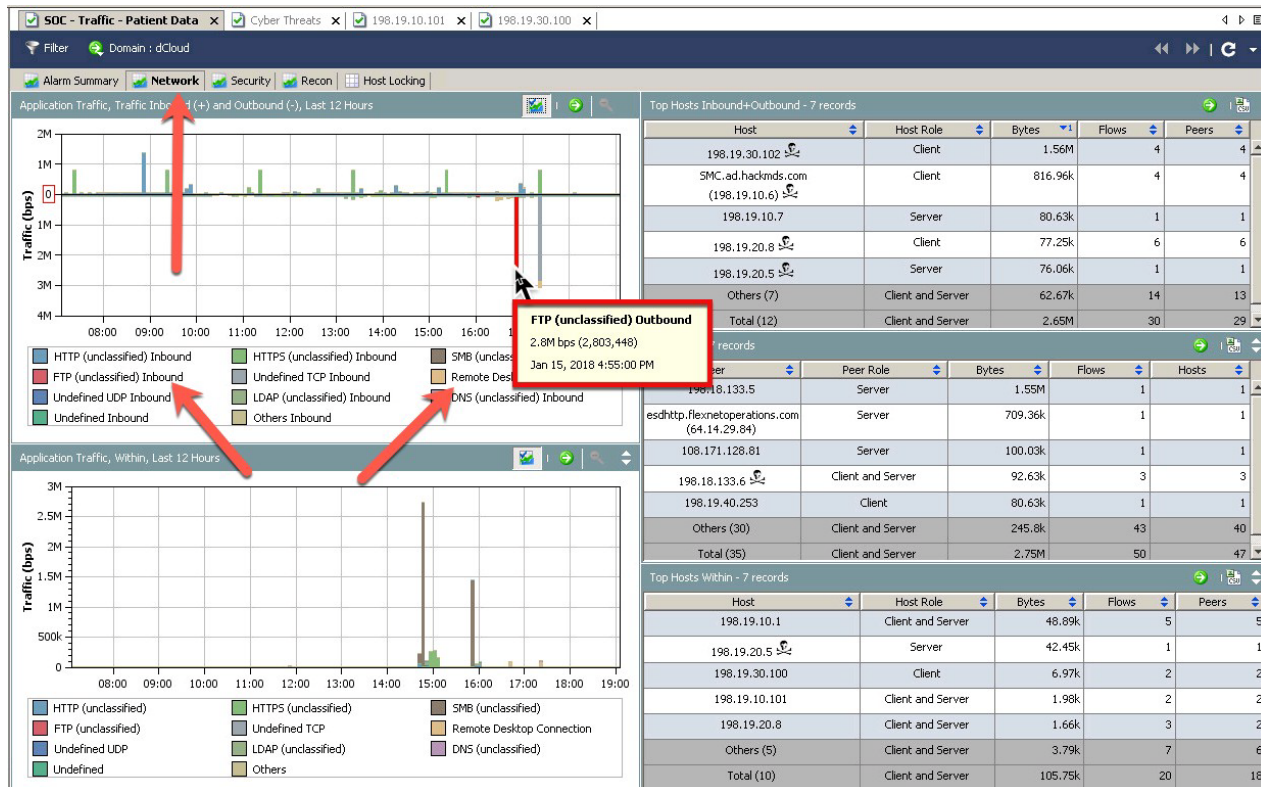 SOC - Traffic - Patient Data x Cyber Threats x 198.19.10.101 x 198.19.30.100 x
Filter Domain : dCloud
Alarm Summary Network Security Recon Host Locking
Application Traffic, Traffic Inbound (+) and Outbound (-), Last 12 Hours
2M
1M
0
1M
2M
3M
4M
Traffic (bps)
08:00 09:00 10:00 11:00 12:00 13:00 14:00 15:00 16:00
FTP (unclassified) Outbound
2.8M bps (2,803,448)
Jan 15, 2018 4:55:00 PM
HTTP (unclassified) Inbound HTTPS (unclassified) Inbound SMB (unclass
FTP (unclassified) Inbound Undefined TCP Inbound Remote Desk
Undefined UDP Inbound LDAP (unclassified) Inbound DNS (unclassified) Inbound
Undefined Inbound Others Inbound
Application Traffic, Within, Last 12 Hours
3M
2.5M
2M
1.5M
1M
500k
0
Traffic (bps)
08:00 09:00 10:00 11:00 12:00 13:00 14:00 15:00 16:00 17:00 18:00 19:00
HTTP (unclassified) HTTPS (unclassified) SMB (unclassified)
FTP (unclassified) Undefined TCP Remote Desktop Connection
Undefined UDP LDAP (unclassified) DNS (unclassified)
Undefined Others
Top Hosts Inbound+Outbound - 7 records
Host Host Role Bytes 1 Flows Peers
198.19.30.102 Client 1.56M 4 4
SMC.ad.hackmds.com Client 816.96k 4 4
(198.19.10.6)
198.19.10.7 Server 80.63k 1 1
198.19.20.8 Client 77.25k 6 6
198.19.20.5 Server 76.06k 1 1
Others (7) Client and Server 62.67k 14 13
Total (12) Client and Server 2.65M 30 29
7 records
eer Peer Role Bytes Flows Hosts
198.18.133.5 Server 1.55M 1 1
esdhttp.flexnetoperations.com Server 709.36k 1 1
(64.14.29.84)
108.171.128.81 Server 100.03k 1 1
198.18.133.6 Client and Server 92.63k 3 3
198.19.40.253 Client 80.63k 1 1
Others (30) Client and Server 245.8k 43 40
Total (35) Client and Server 2.75M 50 47
Top Hosts Within - 7 records
Host Host Role Bytes Flows Peers
198.19.10.1 Client and Server 48.89k 5 5
198.19.20.5 Server 42.45k 1 1
198.19.30.100 Client 6.97k 2 2
198.19.10.101 Client and Server 1.98k 2 2
198.19.20.8 Client and Server 1.66k 3 2
Others (5) Client and Server 3.79k 7 6
Total (10) Client and Server 105.75k 20 18